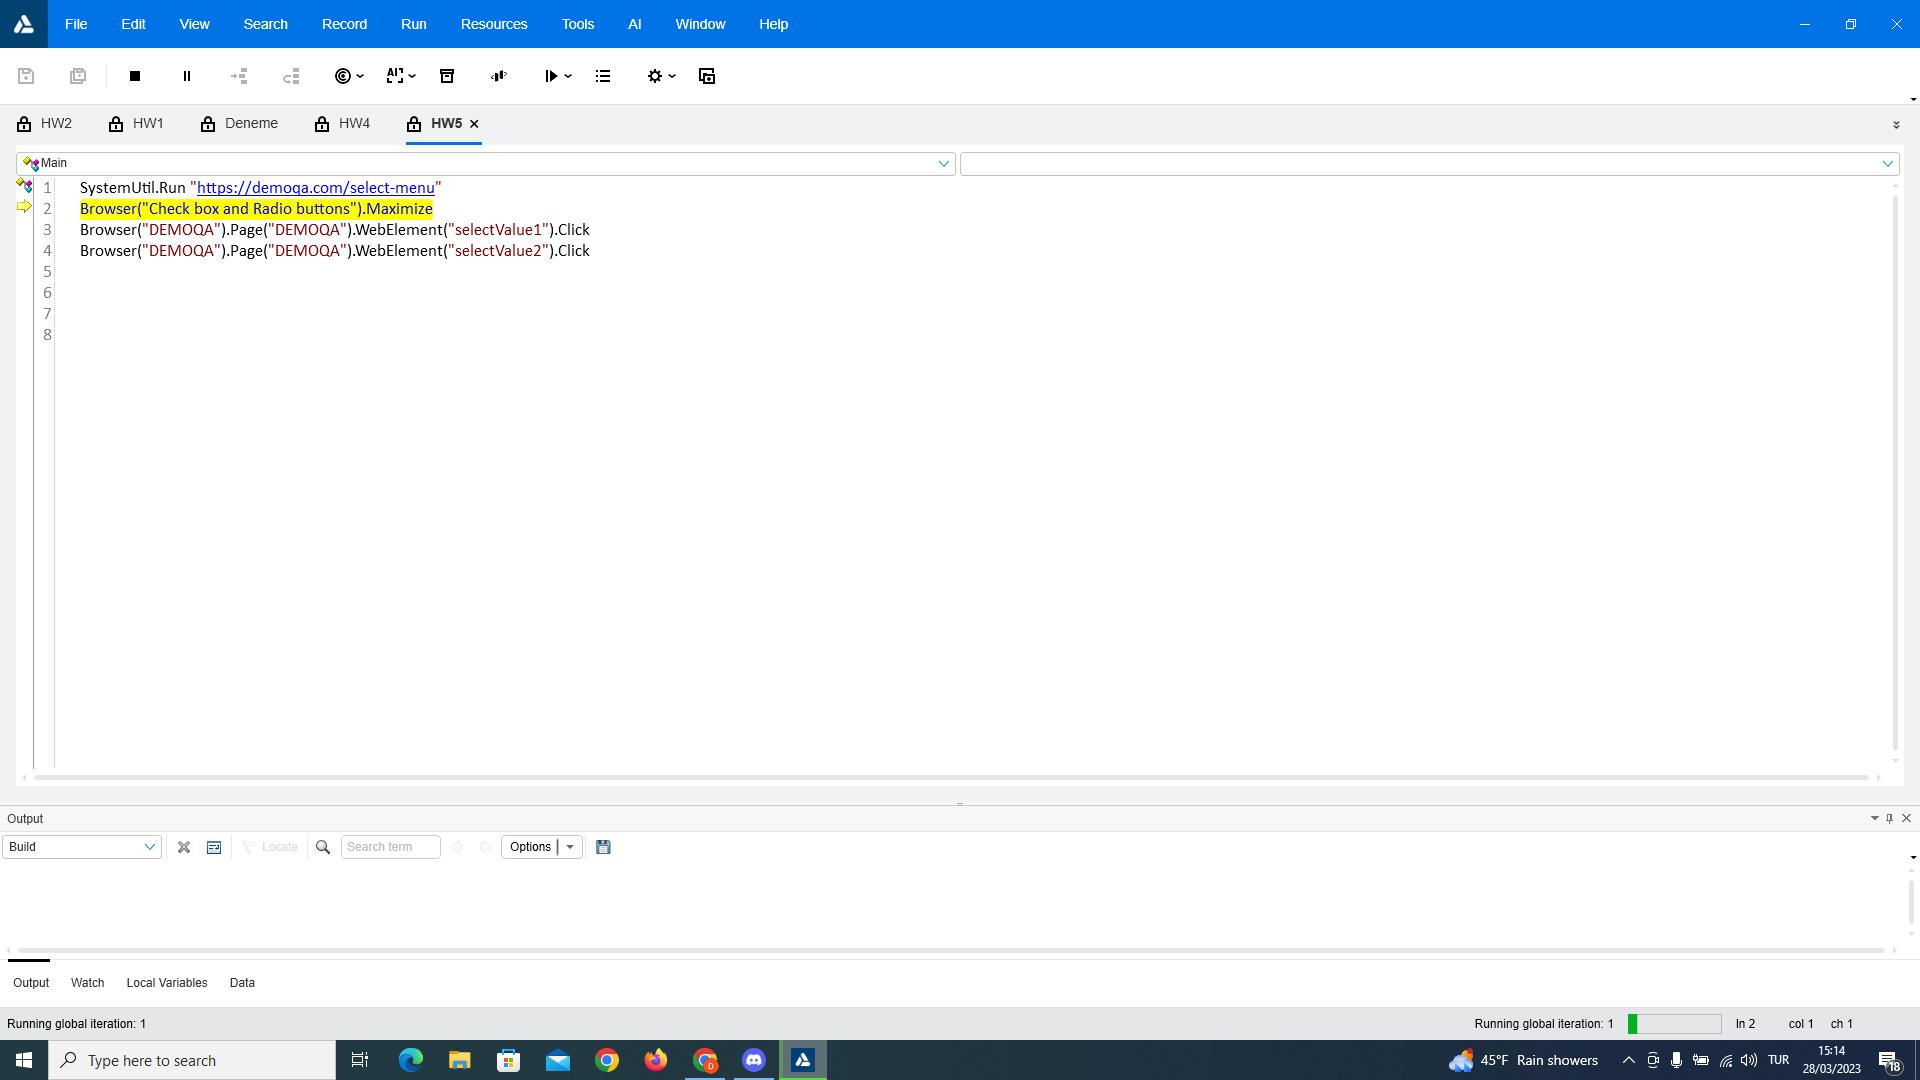 File Edit View Search Record Run Resources Tools AI Window Help
AI
HW2 HW1 Deneme HW4 HW5
Main
1 SystemUtil.Run "https://demoqa.com/select-menu"
2 Browser("Check box and Radio buttons").Maximize
3 Browser("DEMOQA").Page("DEMOQA").WebElement("selectValue1").Click
4 Browser("DEMOQA").Page("DEMOQA").WebElement("selectValue2").Click
5
6
7
8
Output
Build Locate Search term Options
Output Watch Local Variables Data
Running global iteration: 1 Running global iteration: 1 ln 2 col 1 ch 1
Type here to search D 45°F Rain showers TUR 15:14
28/03/2023 18